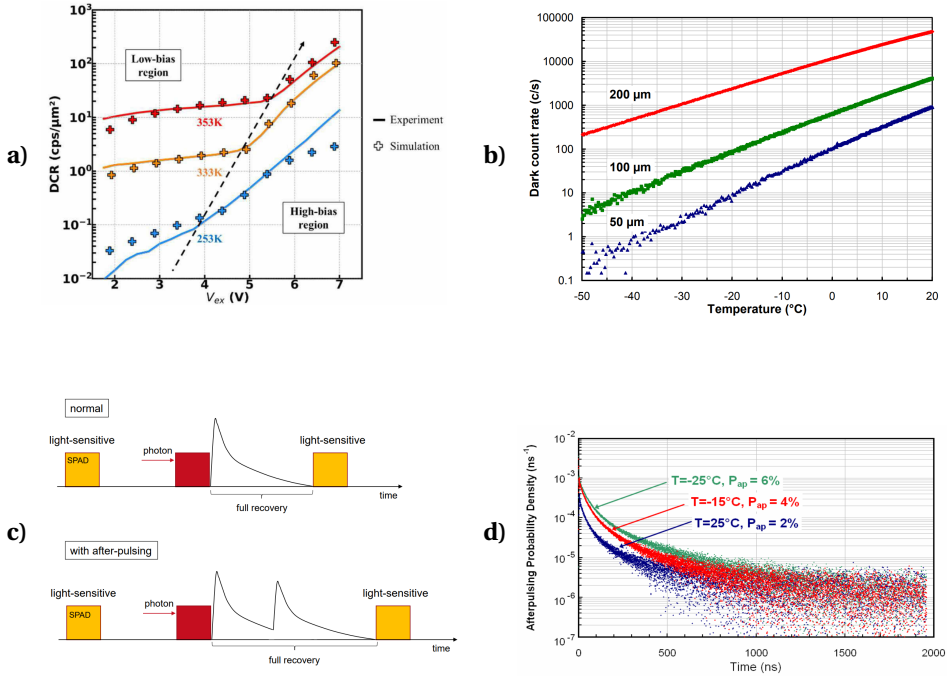 a)
DCR (cps/μm²)
10³
10²
10¹
10⁰
10⁻¹
10⁻²
Low-bias
region
353K
333K
253K
Experiment
Simulation
High-bias
region
2 3 4 5 6 7
Vex (V)
b)
Dark count rate (c/s)
100000
10000
1000
100
10
1
0.1
200 μm
100 μm
50 μm
-50 -40 -30 -20 -10 0 10 20
Temperature (°C)
c)
normal
light-sensitive
SPAD
photon
light-sensitive
time
full recovery
with after-pulsing
light-sensitive
SPAD
photon
light-sensitive
time
full recovery
d)
Afterpulsing Probability Density (ns⁻¹)
10⁻²
10⁻³
10⁻⁴
10⁻⁵
10⁻⁶
10⁻⁷
T=-25°C, Pap = 6%
T=-15°C, Pap = 4%
T=25°C, Pap = 2%
0 500 1000 1500 2000
Time (ns)